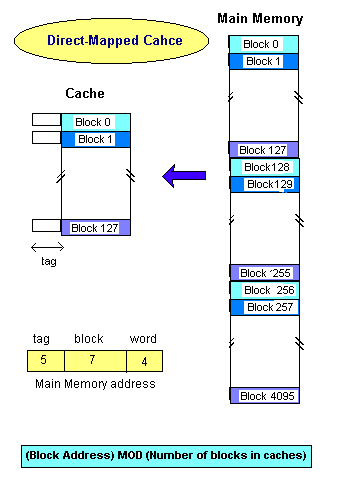 Main Memory
Direct-Mapped Cahce
Block 0
Block 1
Cache
Block 0
Block 1
Block 127
Block128
Block129
Block 127
tag
Block 255
Block 256
Block 257
tag block word
5 7 4
Main Memory address
Block 4095
(Block Address) MOD (Number of blocks in caches)